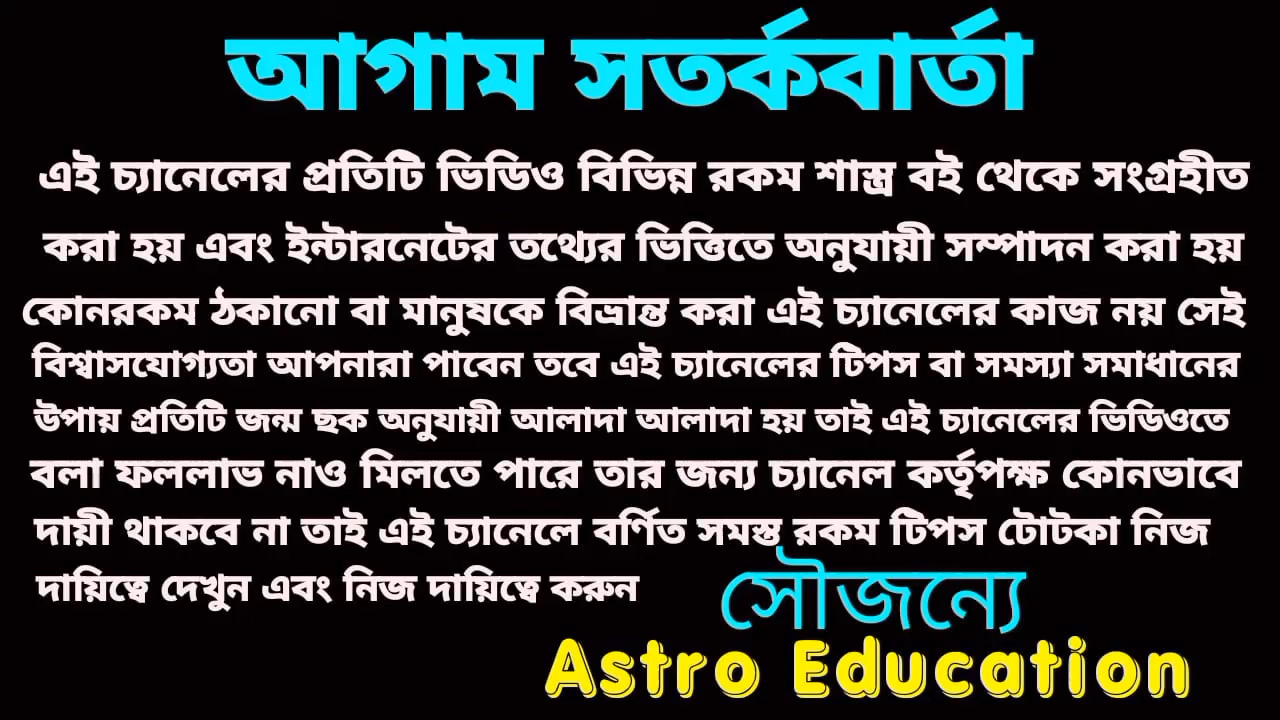 আগাম সতর্কবার্তা
এই চ্যানেলের প্রতিটি ভিডিও বিভিন্ন রকম শাস্ত্র বই থেকে সংগ্রহীত
করা হয় এবং ইন্টারনেটের তথ্যের ভিত্তিতে অনুযায়ী সম্পাদন করা হয়
কোনরকম ঠকানো বা মানুষকে বিভ্রান্ত করা এই চ্যানেলের কাজ নয় সেই
বিশ্বাসযোগ্যতা আপনারা পাবেন তবে এই চ্যানেলের টিপস বা সমস্যা সমাধানের
উপায় প্রতিটি জন্ম ছক অনুযায়ী আলাদা আলাদা হয় তাই এই চ্যানেলের ভিডিওতে
বলা ফললাভ নাও মিলতে পারে তার জন্য চ্যানেল কর্তৃপক্ষ কোনভাবে
দায়ী থাকবে না তাই এই চ্যানেলে বর্ণিত সমস্ত রকম টিপস টোটকা নিজ
দায়িত্বে দেখুন এবং নিজ দায়িত্বে করুন
সৌজন্যে
Astro Education